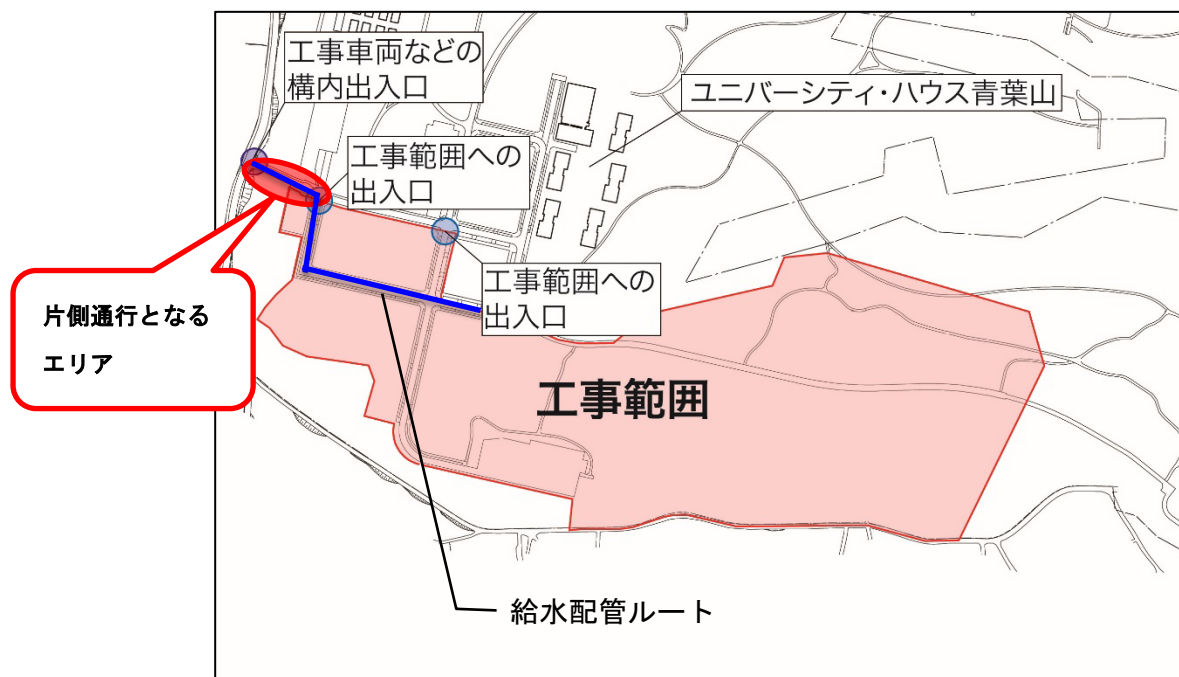 工事車両などの
構内出入口
ユニバーシティ・ハウス青葉山
工事範囲への
出入口
工事範囲への
出入口
片側通行となる
エリア
工事範囲
給水配管ルート